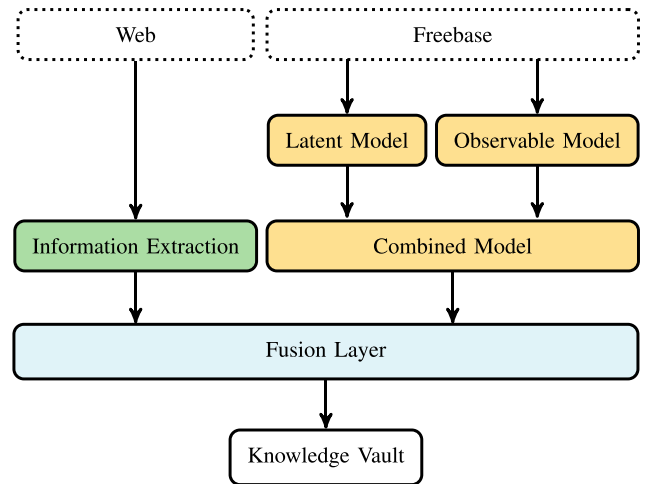 Web
Freebase
Latent Model
Observable Model
Information Extraction
Combined Model
Fusion Layer
Knowledge Vault